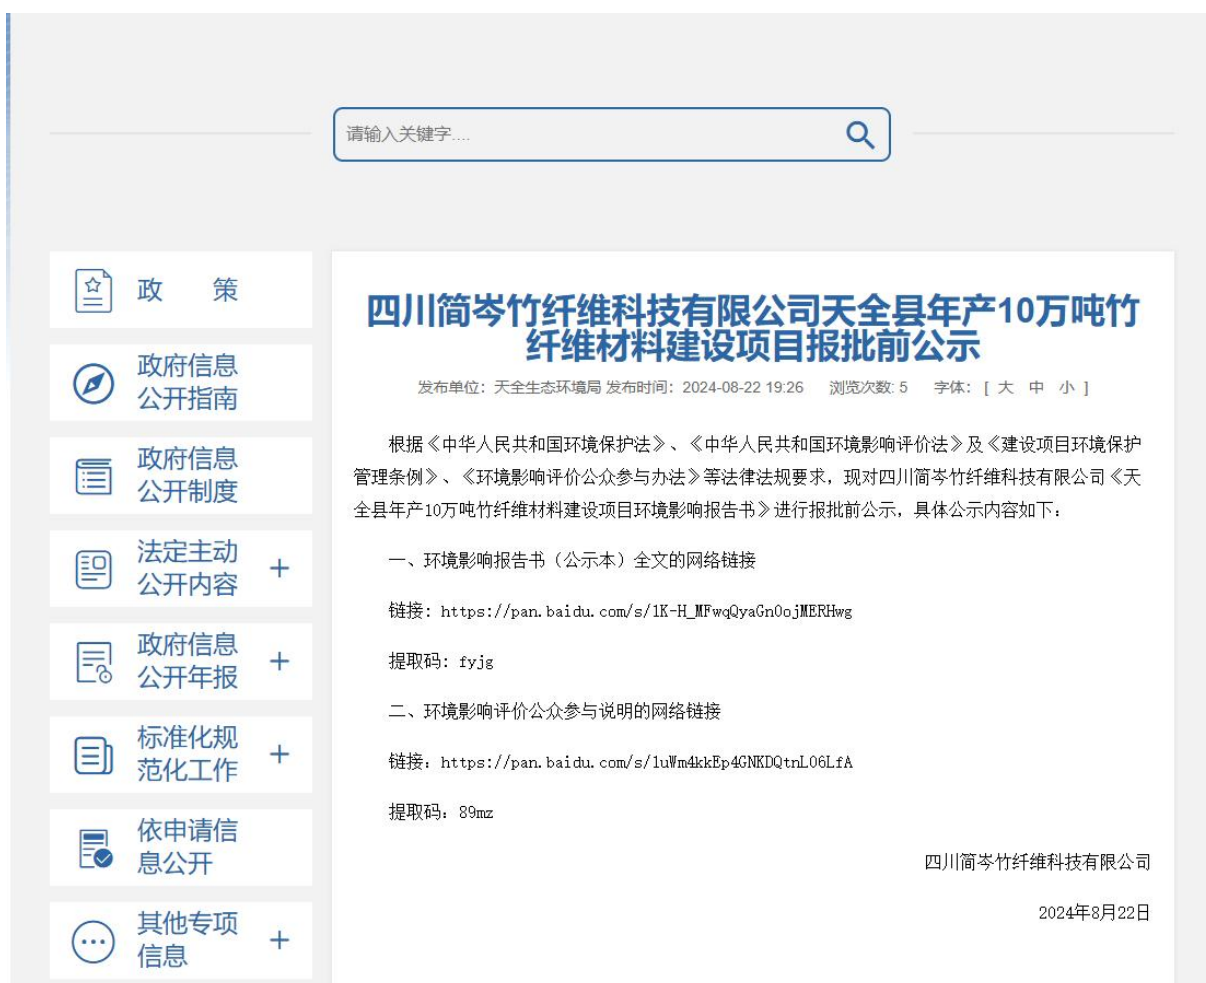 请输入关键字....
政 策
政府信息
公开指南
政府信息
公开制度
法定主动
公开内容 +
政府信息
公开年报 +
标准化规
范化工作 +
依申请信
息公开
其他专项
信息 +
四川简岑竹纤维科技有限公司天全县年产10万吨竹
纤维材料建设项目报批前公示
发布单位：天全生态环境局 发布时间：2024-08-22 19:26 浏览次数: 5 字体：[ 大 中 小 ]
根据《中华人民共和国环境保护法》、《中华人民共和国环境影响评价法》及《建设项目环境保护
管理条例》、《环境影响评价公众参与办法》等法律法规要求，现对四川简岑竹纤维科技有限公司《天
全县年产10万吨竹纤维材料建设项目环境影响报告书》进行报批前公示，具体公示内容如下：
一、环境影响报告书（公示本）全文的网络链接
链接：https://pan.baidu.com/s/1K-H_MFwqQyaGn0ojMERHwg
提取码：fyjg
二、环境影响评价公众参与说明的网络链接
链接：https://pan.baidu.com/s/1uWm4kkEp4GNKDQtnL06LfA
提取码：89mz
四川简岑竹纤维科技有限公司
2024年8月22日